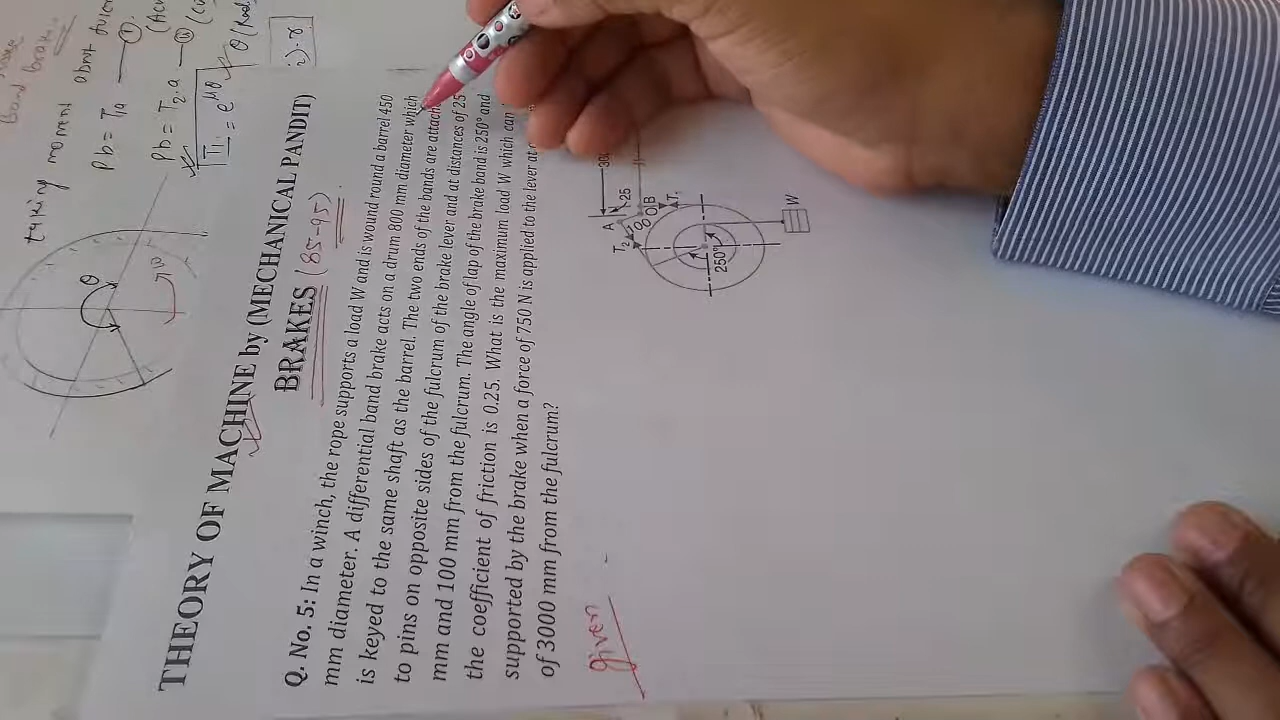 taking moment about
Pb = T1 — ①
Pb = T2.a — ⑪
T1 = e^μθ
θ
THEORY OF MACHINE by (MECHANICAL PANDIT)
BRAKES (85-95)
Q. No. 5: In a winch, the rope supports a load W and is wound round a barrel 450
mm diameter. A differential band brake acts on a drum 800 mm diameter which
is keyed to the same shaft as the barrel. The two ends of the bands are attach
to pins on opposite sides of the fulcrum of the brake lever and at distances of 25
mm and 100 mm from the fulcrum. The angle of lap of the brake band is 250° and
the coefficient of friction is 0.25. What is the maximum load W which can
supported by the brake when a force of 750 N is applied to the lever at
of 3000 mm from the fulcrum?
given
25
A
O
B
T2
T1
250°
W